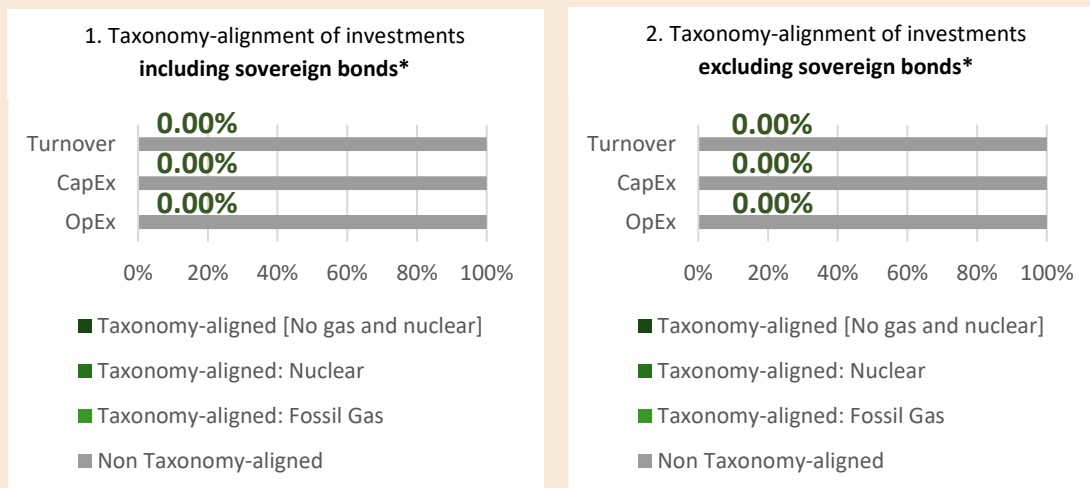 1. Taxonomy-alignment of investments
including sovereign bonds*
0.00%
Turnover
0.00%
CapEx
0.00%
OpEx
0% 20% 40% 60% 80% 100%
Taxonomy-aligned [No gas and nuclear]
Taxonomy-aligned: Nuclear
Taxonomy-aligned: Fossil Gas
Non Taxonomy-aligned
2. Taxonomy-alignment of investments
excluding sovereign bonds*
0.00%
Turnover
0.00%
CapEx
0.00%
OpEx
0% 20% 40% 60% 80% 100%
Taxonomy-aligned [No gas and nuclear]
Taxonomy-aligned: Nuclear
Taxonomy-aligned: Fossil Gas
Non Taxonomy-aligned